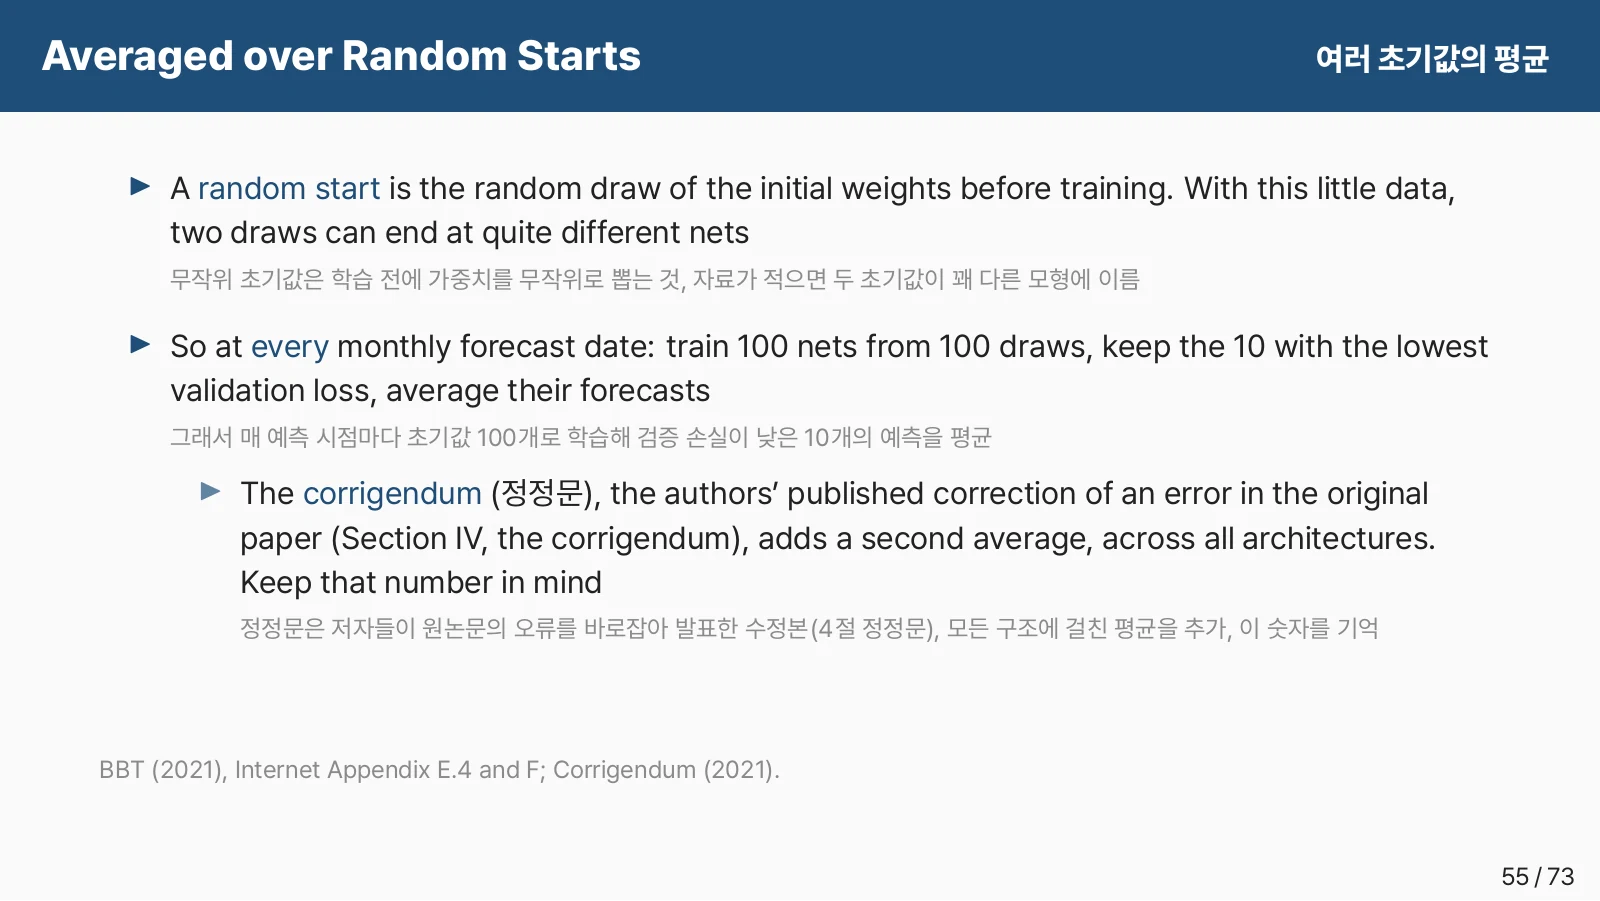 Averaged over Random Starts
여러 초기값의 평균
A random start is the random draw of the initial weights before training. With this little data,
two draws can end at quite different nets
무작위 초기값은 학습 전에 가중치를 무작위로 뽑는 것, 자료가 적으면 두 초기값이 꽤 다른 모형에 이름
So at every monthly forecast date: train 100 nets from 100 draws, keep the 10 with the lowest
validation loss, average their forecasts
그래서 매 예측 시점마다 초기값 100개로 학습해 검증 손실이 낮은 10개의 예측을 평균
The corrigendum (정정문), the authors’ published correction of an error in the original
paper (Section IV, the corrigendum), adds a second average, across all architectures.
Keep that number in mind
정정문은 저자들이 원논문의 오류를 바로잡아 발표한 수정본(4절 정정문), 모든 구조에 걸친 평균을 추가, 이 숫자를 기억
BBT (2021), Internet Appendix E.4 and F; Corrigendum (2021).
55 / 73